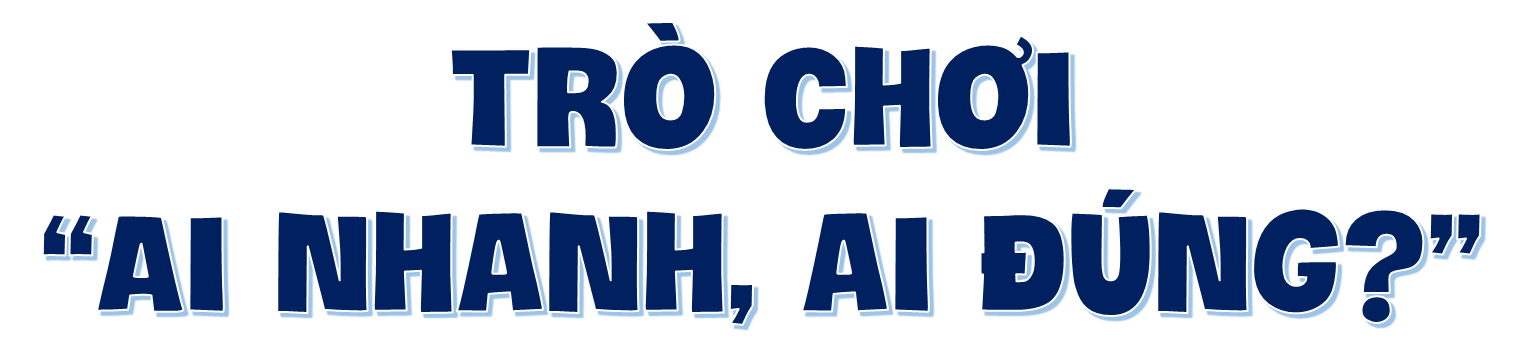 TRÒ CHƠI
“AI NHANH, AI ĐÚNG?”